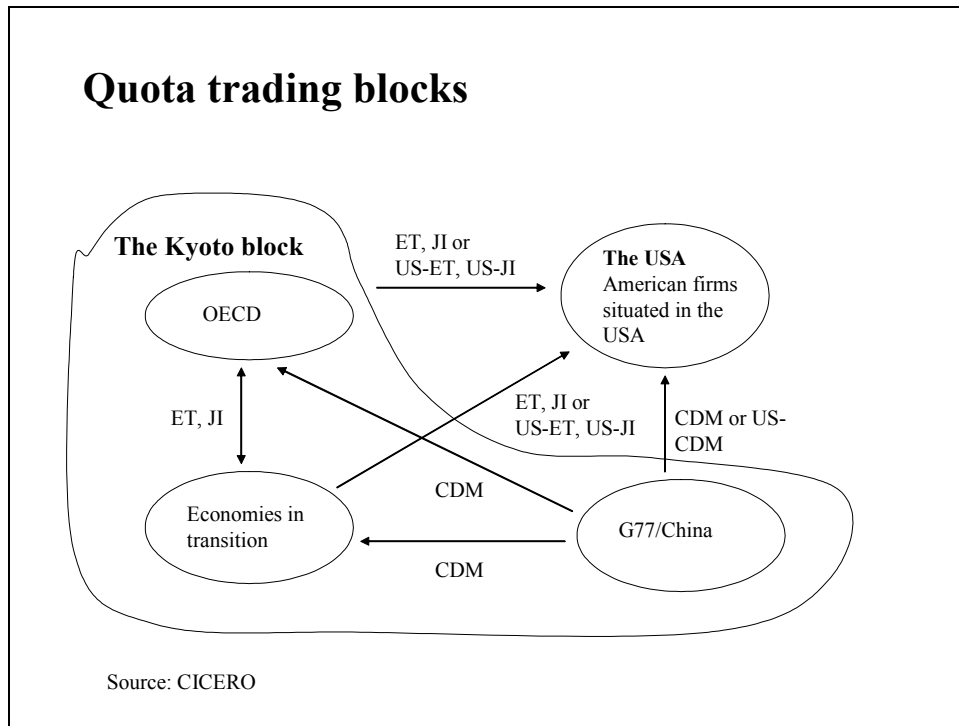 Quota trading blocks
The Kyoto block
OECD
ET, JI or
US-ET, US-JI
The USA
American firms
situated in the
USA
ET, JI
ET, JI or
US-ET, US-JI
CDM or US-
CDM
CDM
Economies in
transition
G77/China
CDM
Source: CICERO